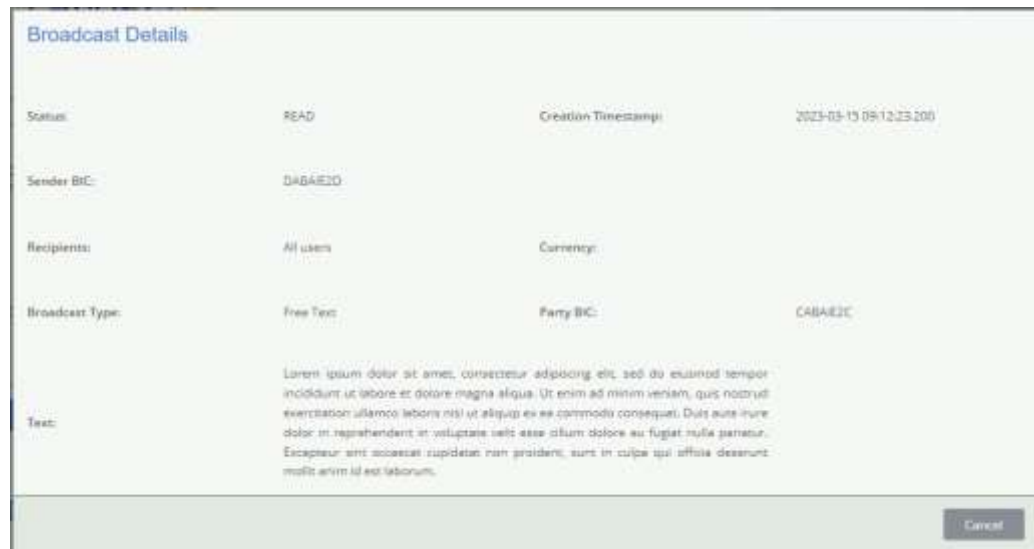 Broadcast Details
Status: READ Creation Timestamp: 2023-03-15 09:12:23.200
Sender BIC: DABAIE2D
Recipients: All users Currency:
Broadcast Type: Free Text Party BIC: CABAIE2C
Lorem ipsum dolor sit amet, consectetur adipiscing elit, sed do eiusmod tempor
incididunt ut labore et dolore magna aliqua. Ut enim ad minim veniam, quis nostrud
exercitation ullamco laboris nisi ut aliquip ex ea commodo consequat. Duis aute irure
Text: dolor in reprehenderit in voluptate velit esse cillum dolore eu fugiat nulla pariatur.
Excepteur sint occaecat cupidatat non proident, sunt in culpa qui officia deserunt
mollit anim id est laborum.
Cancel